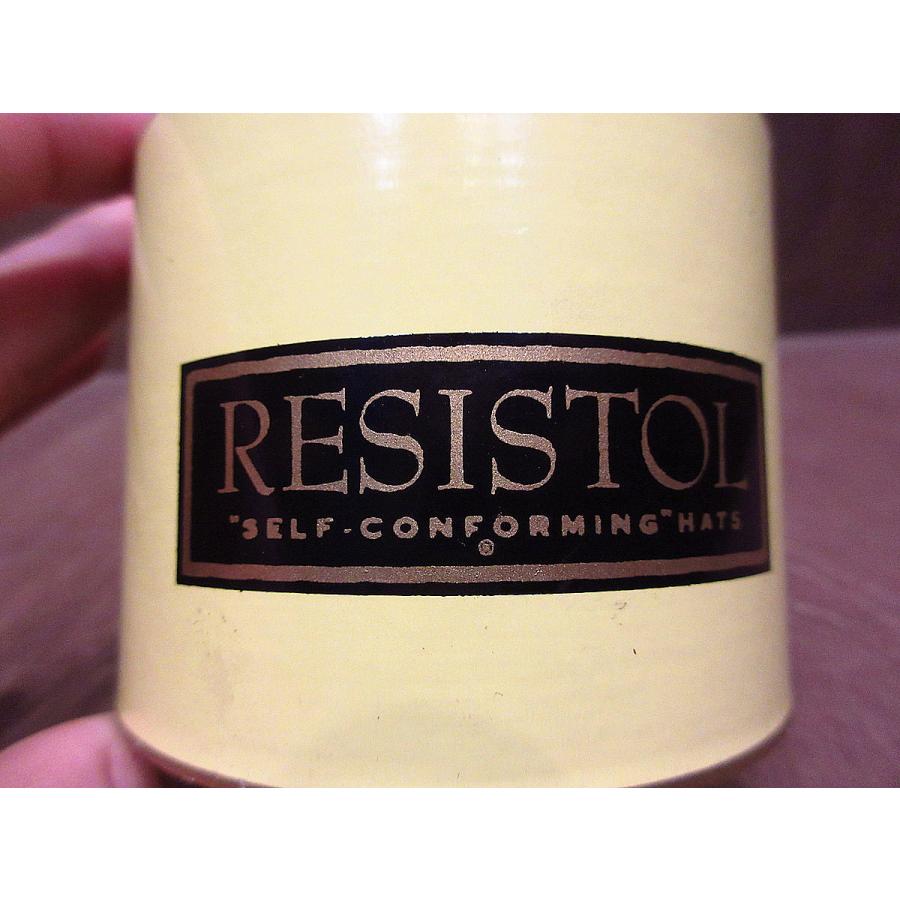 RESISTOL
"SELF-CONFORMING" HATS
®